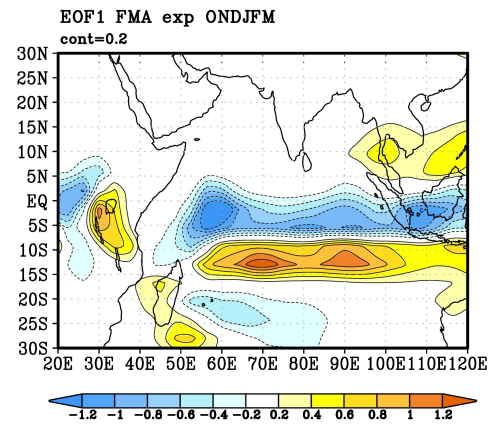 EOF1 FMA exp ONDJFM
cont=0.2
30N
25N
20N
15N
10N
5N
EQ
5S
10S
15S
20S
25S
30S
20E 30E 40E 50E 60E 70E 80E 90E 100E 110E 120E
-1.2 -1 -0.8 -0.6 -0.4 -0.2 0.2 0.4 0.6 0.8 1 1.2